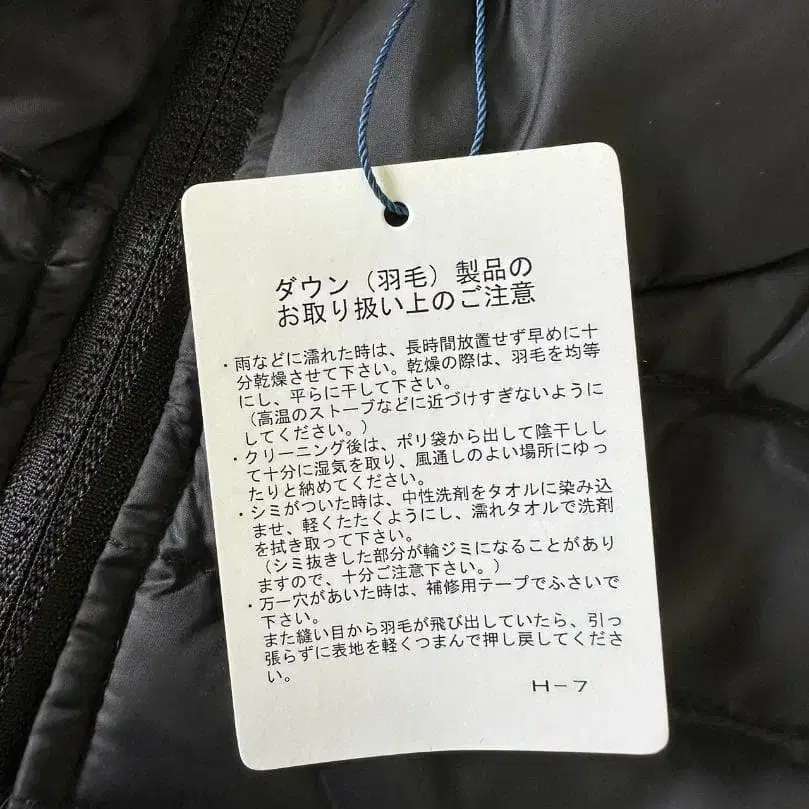 ダウン（羽毛）製品の
お取り扱い上のご注意
・雨などに濡れた時は、長時間放置せず早めに十
分乾燥させて下さい。乾燥の際は、羽毛を均等
にし、平らに干して下さい。
（高温のストーブなどに近づけすぎないように
してください。）
・クリーニング後は、ポリ袋から出して陰干しし
て十分に湿気を取り、風通しのよい場所にゆっ
たりと納めてください。
・シミがついた時は、中性洗剤をタオルに染み込
ませ、軽くたたくようにし、濡れタオルで洗剤
を拭き取って下さい。
（シミ抜きした部分が輪ジミになることがあり
ますので、十分ご注意下さい。）
・万一穴があいた時は、補修用テープでふさいで
下さい。
また縫い目から羽毛が飛び出していたら、引っ
張らずに表地を軽くつまんで押し戻してくださ
い。
H－7